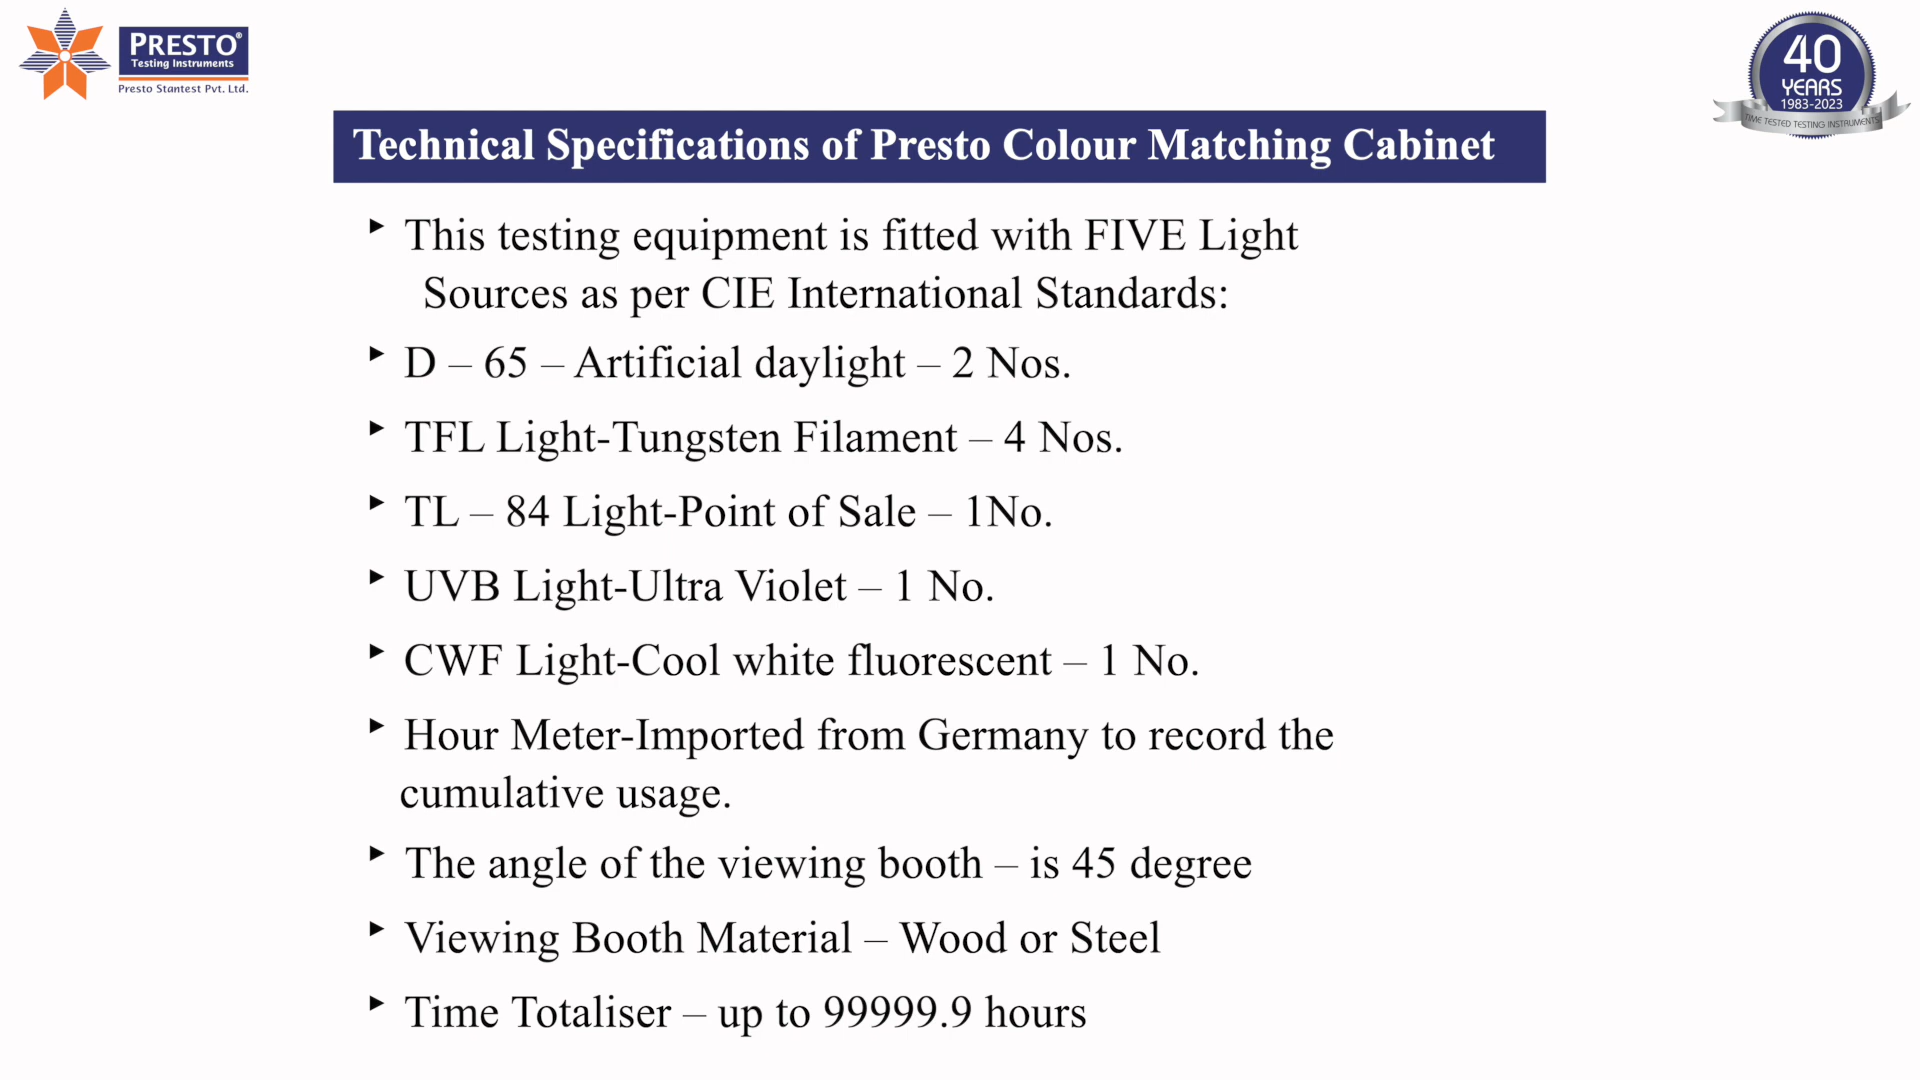 PRESTO®
Testing Instruments
Presto Stantest Pvt. Ltd.
40
YEARS
1983-2023
TIME TESTED TESTING INSTRUMENTS
Technical Specifications of Presto Colour Matching Cabinet
‣ This testing equipment is fitted with FIVE Light
Sources as per CIE International Standards:
‣ D – 65 – Artificial daylight – 2 Nos.
‣ TFL Light-Tungsten Filament – 4 Nos.
‣ TL – 84 Light-Point of Sale – 1No.
‣ UVB Light-Ultra Violet – 1 No.
‣ CWF Light-Cool white fluorescent – 1 No.
‣ Hour Meter-Imported from Germany to record the
cumulative usage.
‣ The angle of the viewing booth – is 45 degree
‣ Viewing Booth Material – Wood or Steel
‣ Time Totaliser – up to 99999.9 hours